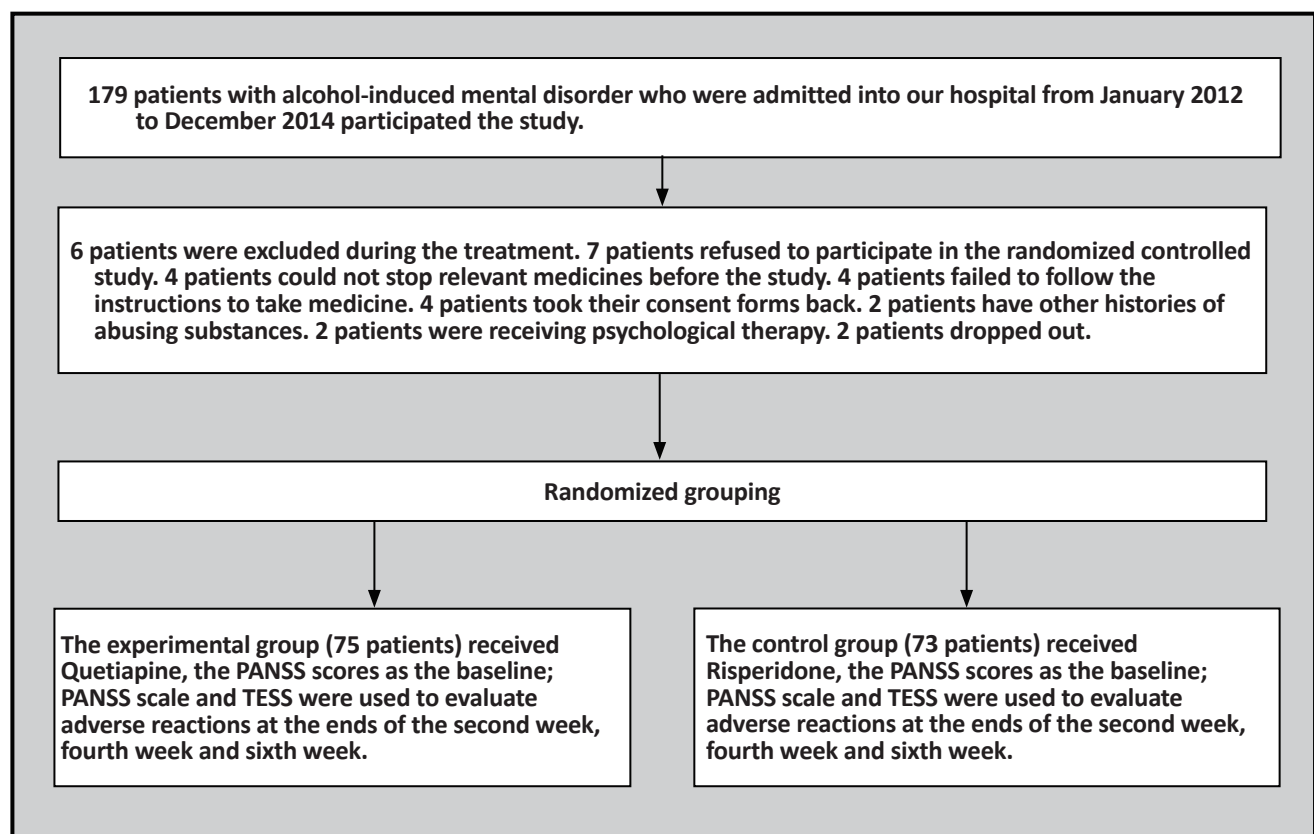 179 patients with alcohol-induced mental disorder who were admitted into our hospital from January 2012
to December 2014 participated the study.
6 patients were excluded during the treatment. 7 patients refused to participate in the randomized controlled
study. 4 patients could not stop relevant medicines before the study. 4 patients failed to follow the
instructions to take medicine. 4 patients took their consent forms back. 2 patients have other histories of
abusing substances. 2 patients were receiving psychological therapy. 2 patients dropped out.
Randomized grouping
The experimental group (75 patients) received
Quetiapine, the PANSS scores as the baseline;
PANSS scale and TESS were used to evaluate
adverse reactions at the ends of the second week,
fourth week and sixth week.
The control group (73 patients) received
Risperidone, the PANSS scores as the baseline;
PANSS scale and TESS were used to evaluate
adverse reactions at the ends of the second week,
fourth week and sixth week.